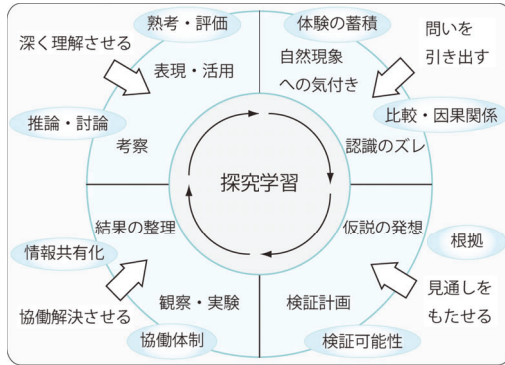 熟考・評価
体験の蓄積
問いを
引き出す
深く理解させる
表現・活用
自然現象
への気付き
推論・討論
比較・因果関係
考察
認識のズレ
探究学習
結果の整理
仮説の発想
情報共有化
根拠
協働解決させる
観察・実験
検証計画
見通しを
もたせる
協働体制
検証可能性